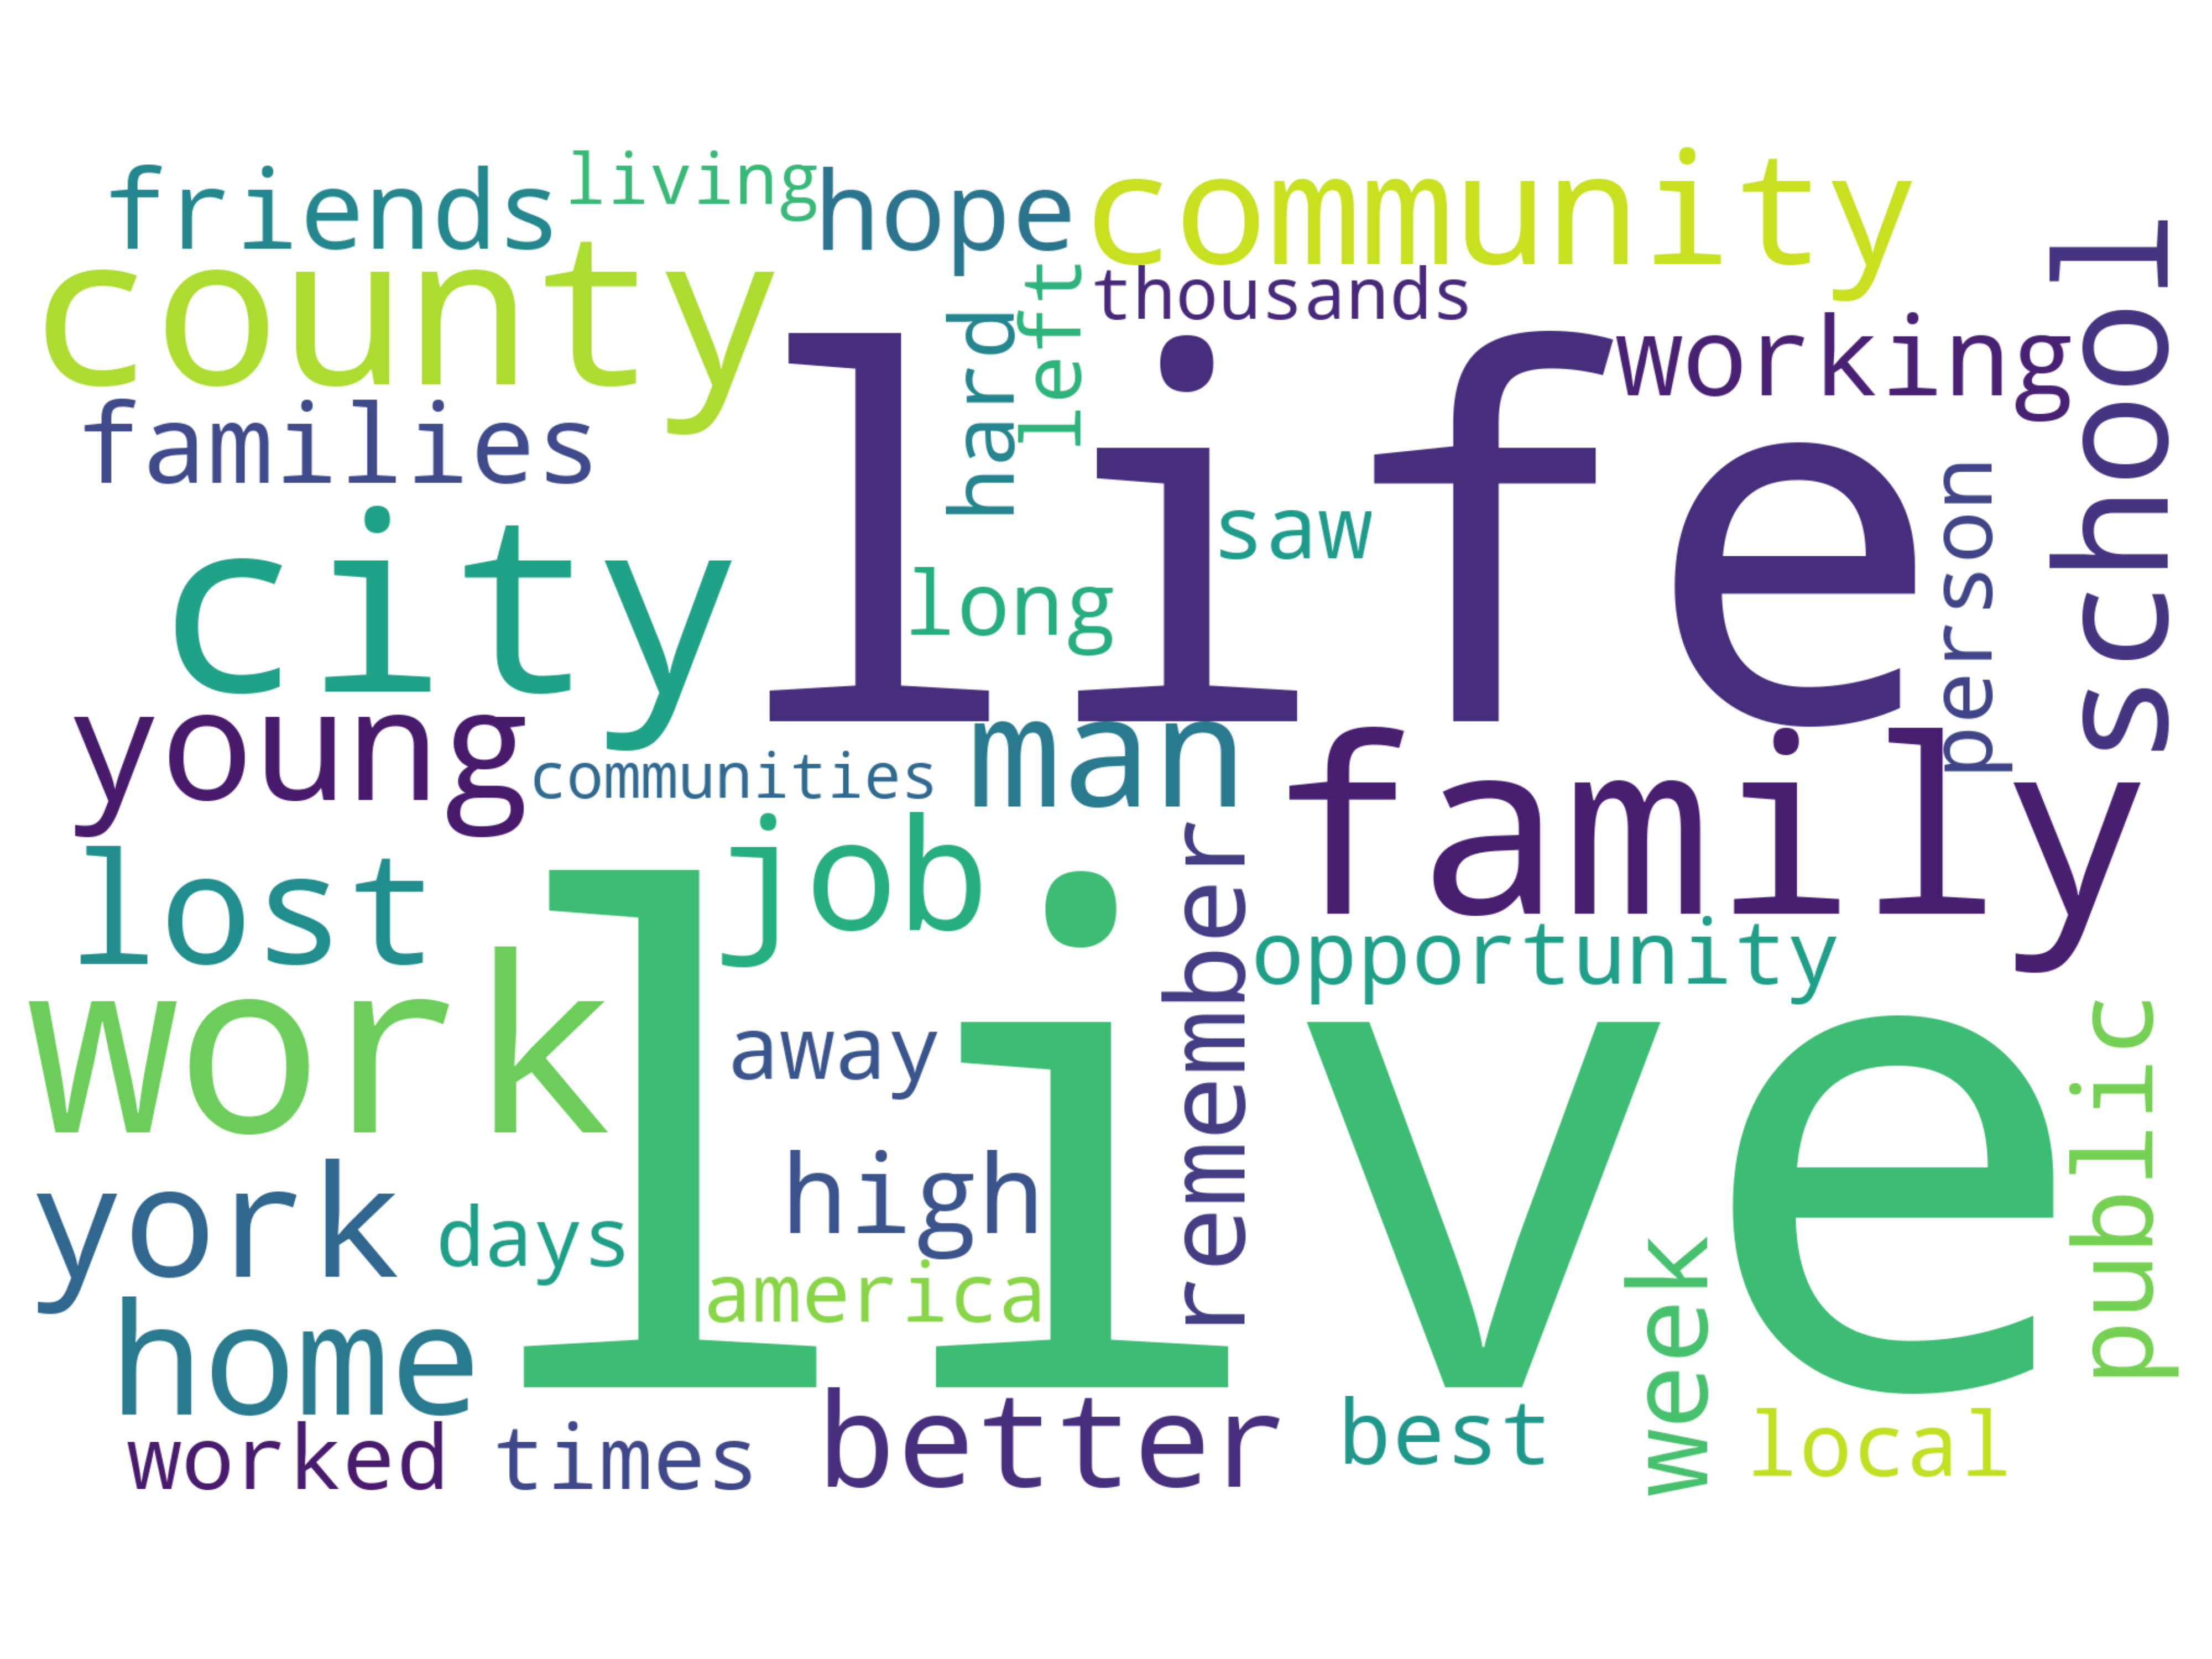 friends
living
hope
community
county
thousands
hard
left
working
school
families
life
city
saw
person
long
young
communities
man
family
lost
job
remember
opportunity
work
live
away
public
york
days
high
america
week
home
worked
times
better
best
local